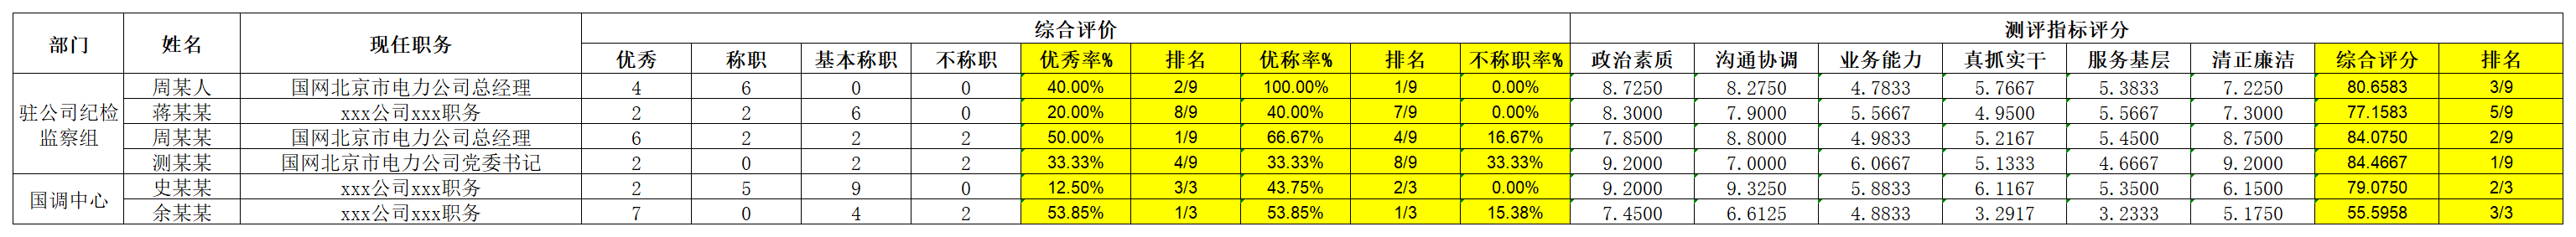 部门 姓名 现任职务 综合评价 测评指标评分
优秀 称职 基本称职 不称职 优秀率% 排名 优称率% 排名 不称职率% 政治素质 沟通协调 业务能力 真抓实干 服务基层 清正廉洁 综合评分 排名
驻公司纪检监察组 周某人 国网北京市电力公司总经理 4 6 0 0 40.00% 2/9 100.00% 1/9 0.00% 8.7250 8.2750 4.7833 5.7667 5.3833 7.2250 80.6583 3/9
蒋某某 xxx公司xxx职务 2 2 6 0 20.00% 8/9 40.00% 7/9 0.00% 8.3000 7.9000 5.5667 4.9500 5.5667 7.3000 77.1583 5/9
周某某 国网北京市电力公司总经理 6 2 2 2 50.00% 1/9 66.67% 4/9 16.67% 7.8500 8.8000 4.9833 5.2167 5.4500 8.7500 84.0750 2/9
测某某 国网北京市电力公司党委书记 2 0 2 2 33.33% 4/9 33.33% 8/9 33.33% 9.2000 7.0000 6.0667 5.1333 4.6667 9.2000 84.4667 1/9
国调中心 史某某 xxx公司xxx职务 2 5 9 0 12.50% 3/3 43.75% 2/3 0.00% 9.2000 9.3250 5.8833 6.1167 5.3500 6.1500 79.0750 2/3
余某某 xxx公司xxx职务 7 0 4 2 53.85% 1/3 53.85% 1/3 15.38% 7.4500 6.6125 4.8833 3.2917 3.2333 5.1750 55.5958 3/3